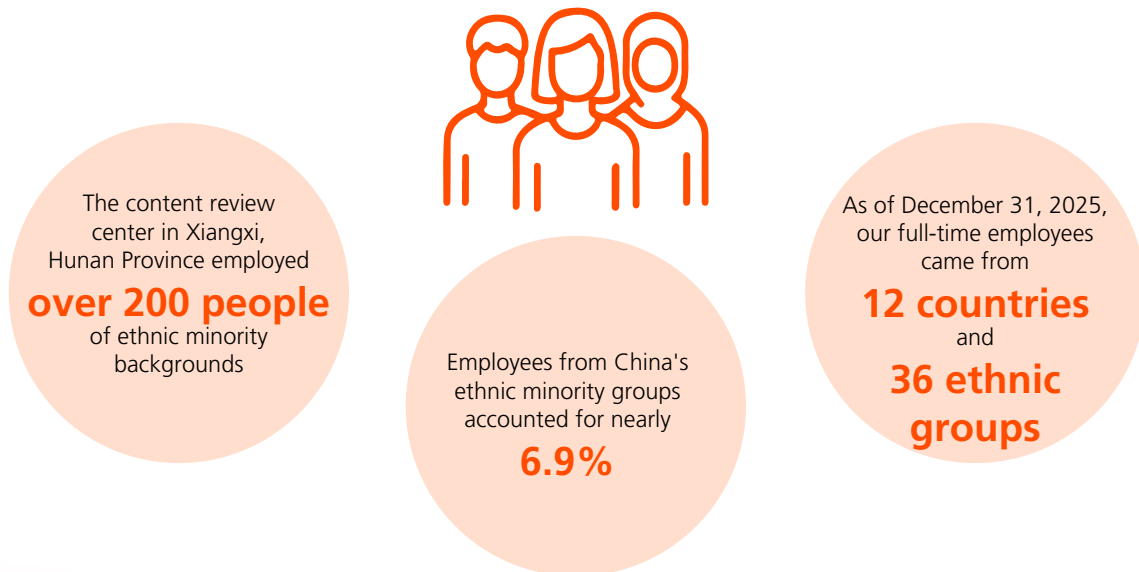 The content review
center in Xiangxi,
Hunan Province employed
over 200 people
of ethnic minority
backgrounds
Employees from China's
ethnic minority groups
accounted for nearly
6.9%
As of December 31, 2025,
our full-time employees
came from
12 countries
and
36 ethnic
groups